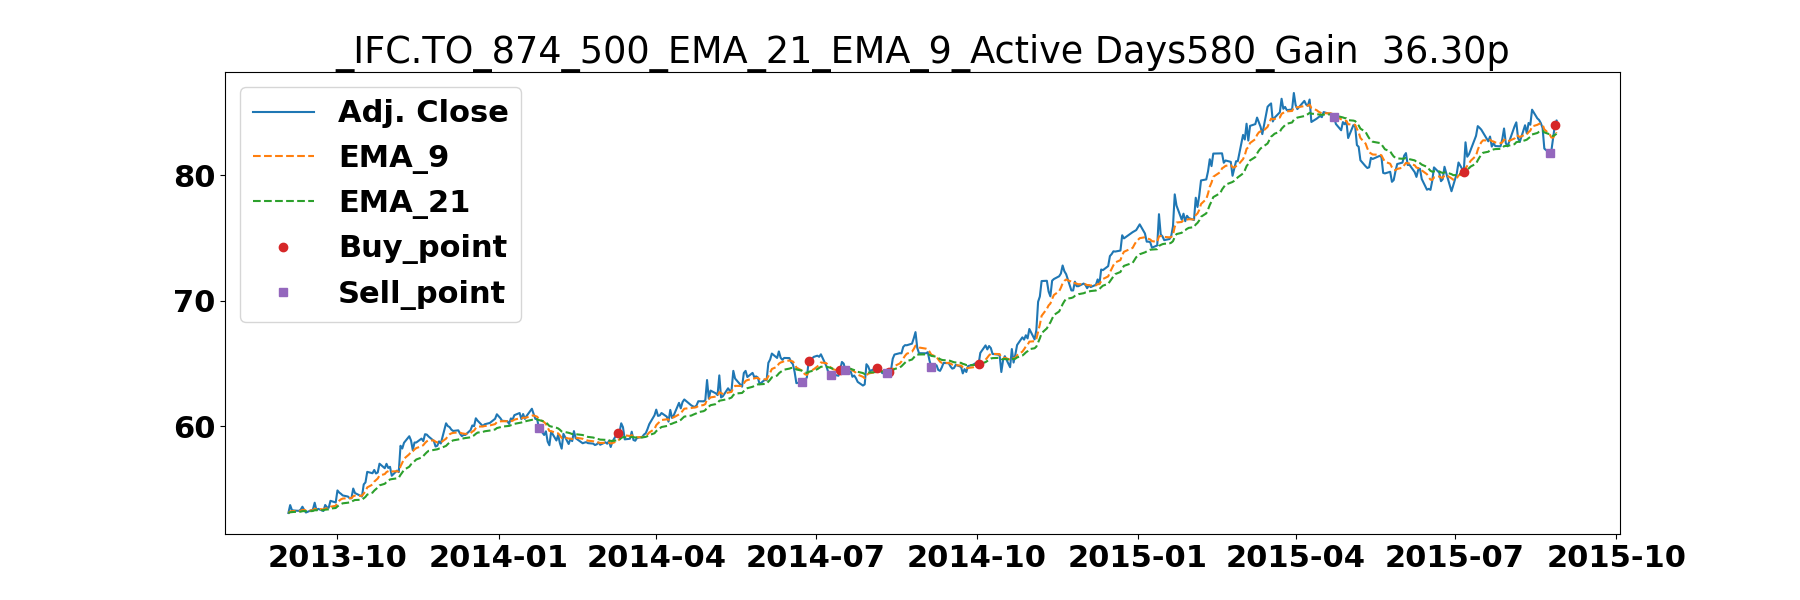 _IFC.TO_874_500_EMA_21_EMA_9_Active Days580_Gain  36.30p
Adj. Close
EMA_9
EMA_21
Buy_point
Sell_point
80
70
60
2013-10 2014-01 2014-04 2014-07 2014-10 2015-01 2015-04 2015-07 2015-10